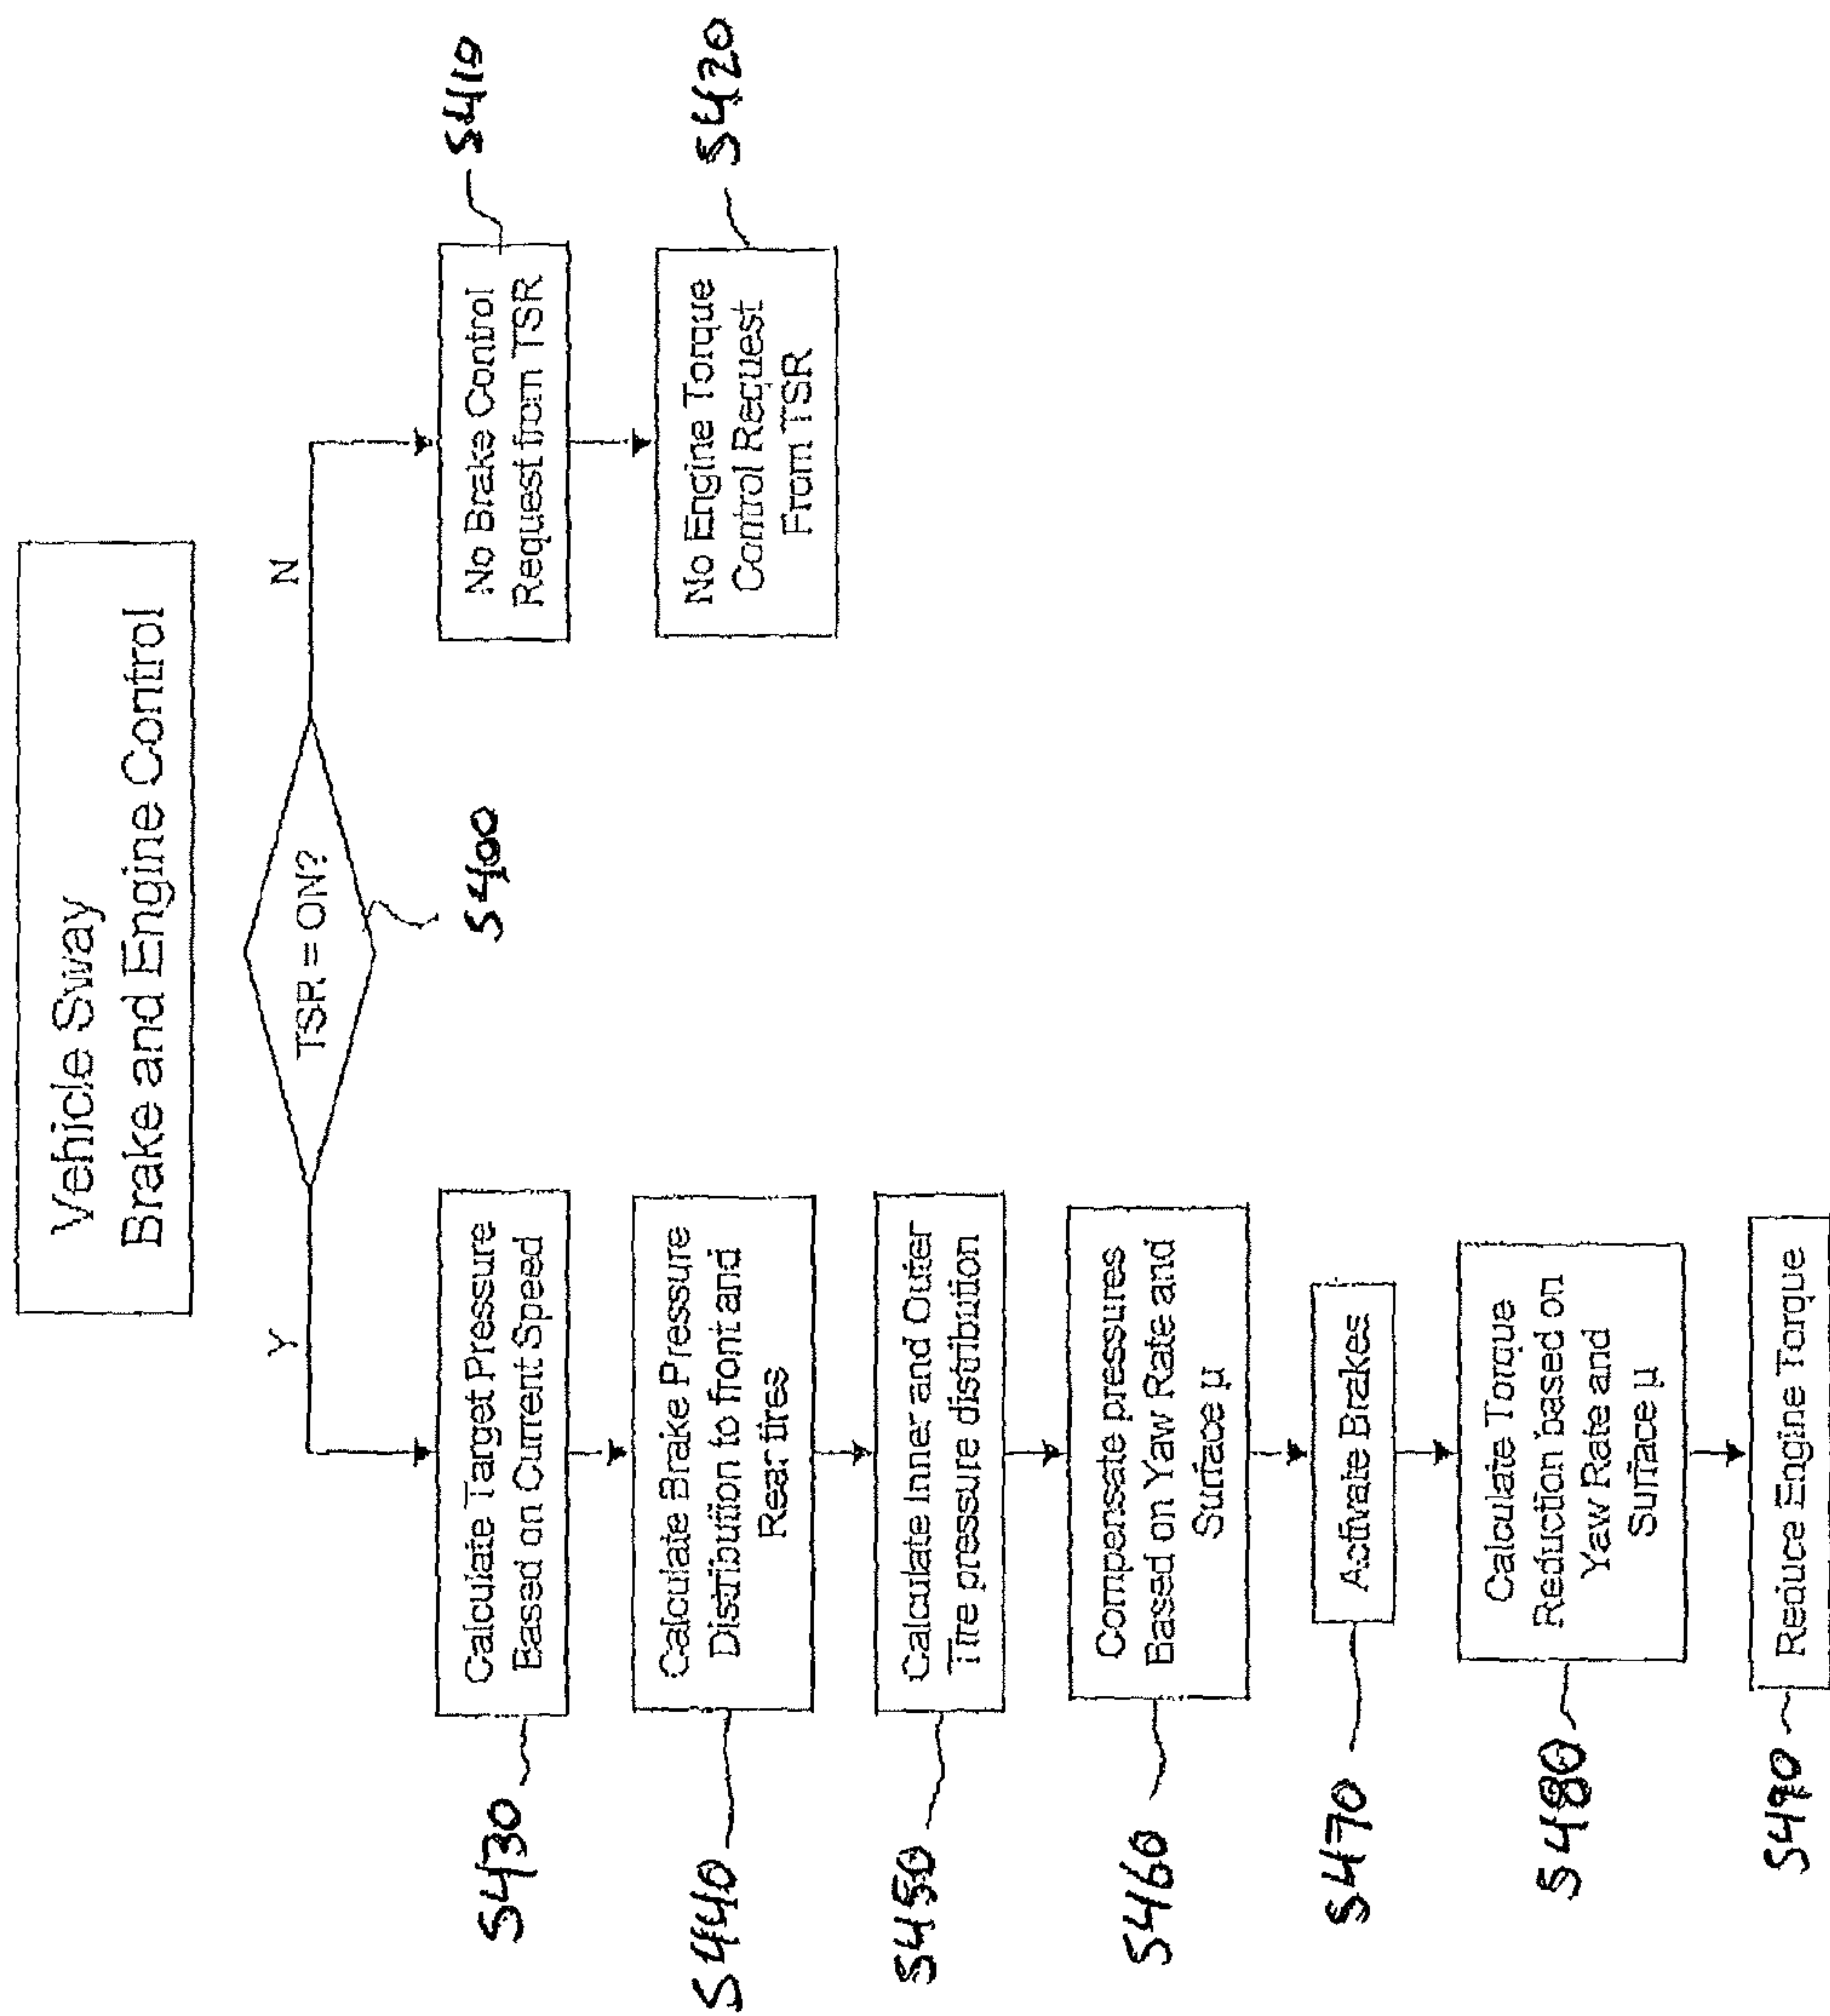 Vehicle Sway
Brake and Engine Control
TSR = ON?
S400
Y
N
No Brake Control
Request from TSR
S410
No Engine Torque
Control Request
From TSR
S420
Calculate Target Pressure
Based on Current Speed
S430
Calculate Brake Pressure
Distribution to front and
Rear tires
S440
Calculate Inner and Outer
Tire pressure distribution
S450
Compensate pressures
Based on Yaw Rate and
Surface µ
S460
Activate Brakes
S470
Calculate Torque
Reduction based on
Yaw Rate and
Surface µ
S480
Reduce Engine Torque
S490